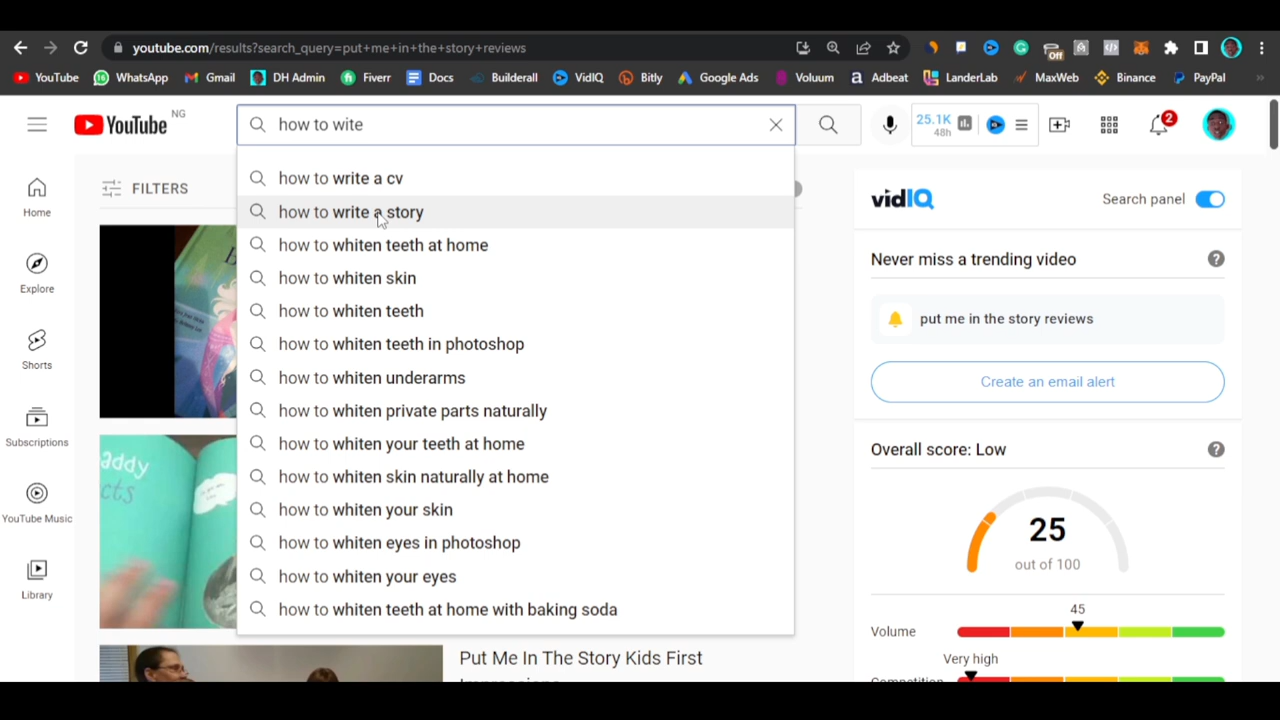 youtube.com/results?search_query=put+me+in+the+story+reviews
Off
YouTube WhatsApp Gmail DH Admin Fiverr Docs Builderall VidIQ Bitly Google Ads Voluum Adbeat LanderLab MaxWeb Binance PayPal
YouTube NG
how to wite
25.1K
48h
2
Home
Explore
Shorts
Subscriptions
YouTube Music
Library
FILTERS
how to write a cv
how to write a story
how to whiten teeth at home
how to whiten skin
how to whiten teeth
how to whiten teeth in photoshop
how to whiten underarms
how to whiten private parts naturally
how to whiten your teeth at home
how to whiten skin naturally at home
how to whiten your skin
how to whiten eyes in photoshop
how to whiten your eyes
how to whiten teeth at home with baking soda
addy
cts
Put Me In The Story Kids First
vidIQ
Search panel
Never miss a trending video
put me in the story reviews
Create an email alert
Overall score: Low
25
out of 100
45
Volume
Very high
Competition